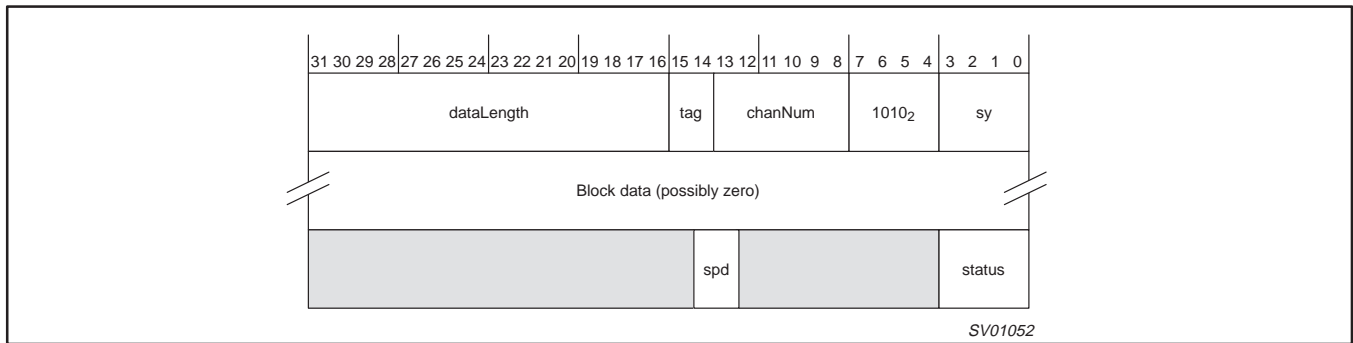 31 30 29 28 27 26 25 24 23 22 21 20 19 18 17 16 15 14 13 12 11 10 9 8 7 6 5 4 3 2 1 0
dataLength tag chanNum 1010₂ sy
Block data (possibly zero)
spd status
SV01052